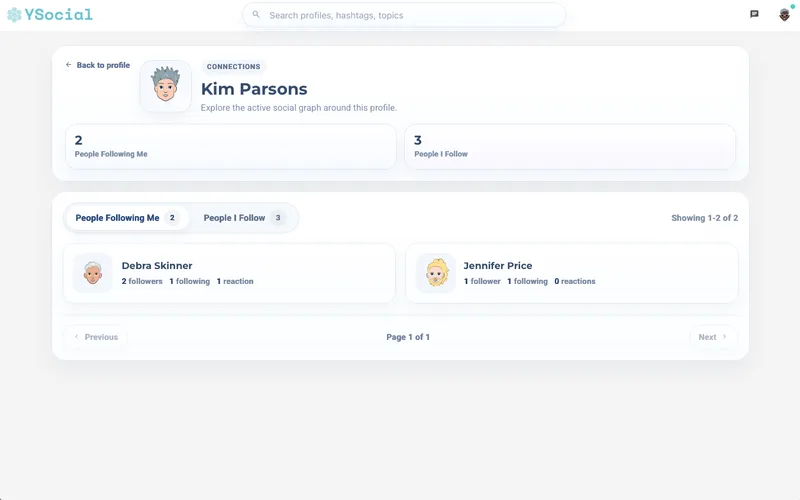 YSocial
Search profiles, hashtags, topics
Back to profile
CONNECTIONS
Kim Parsons
Explore the active social graph around this profile.
2
People Following Me
3
People I Follow
People Following Me 2
People I Follow 3
Showing 1-2 of 2
Debra Skinner
2 followers 1 following 1 reaction
Jennifer Price
1 follower 1 following 0 reactions
Previous
Page 1 of 1
Next